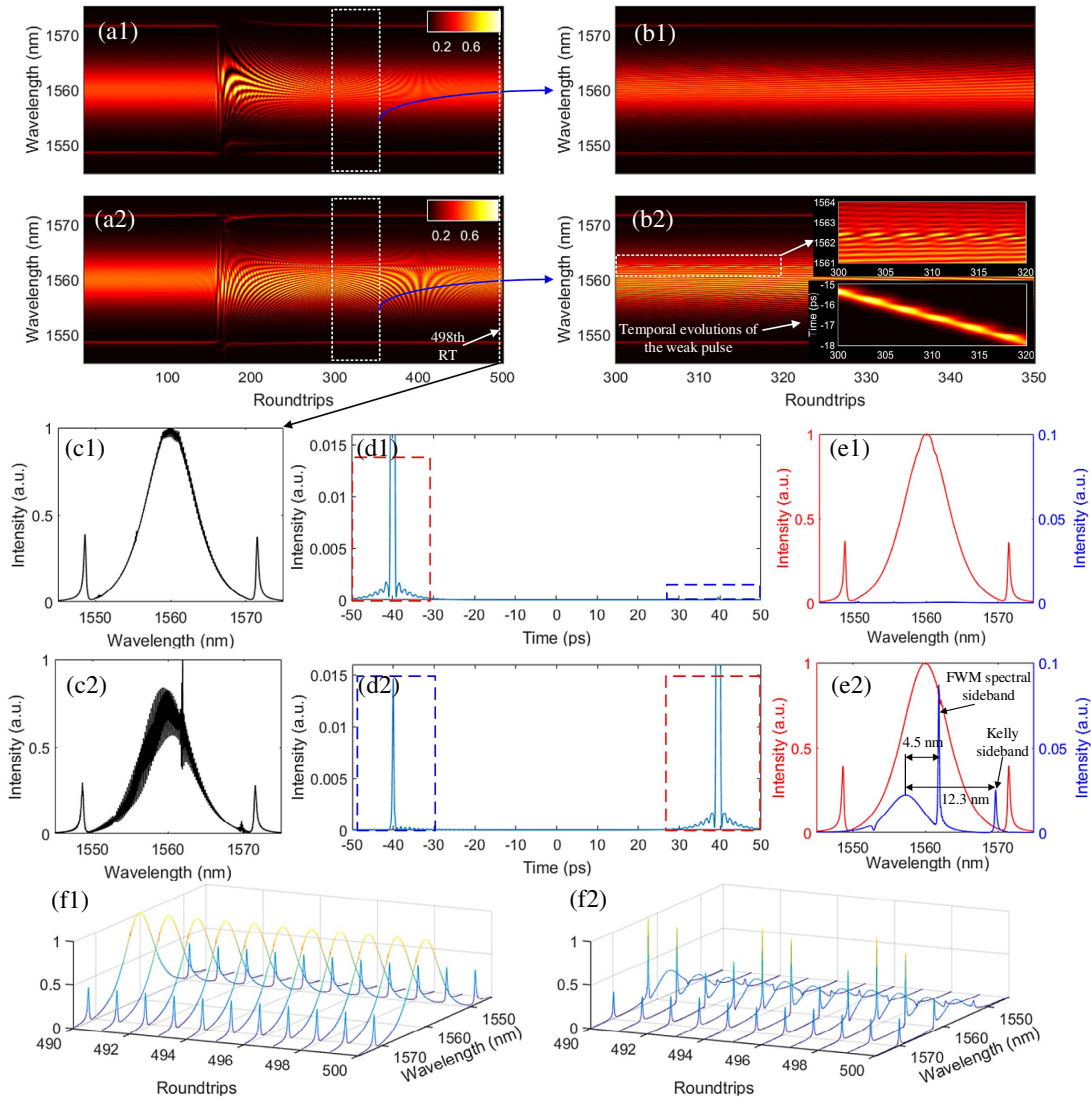 (a1)
Wavelength (nm)
1570
1560
1550
0.2 0.6
(b1)
Wavelength (nm)
1570
1560
1550
300 310 320 330 340 350
(a2)
Wavelength (nm)
1570
1560
1550
0.2 0.6
498th
RT
100 200 300 400 500
Roundtrips
(b2)
Wavelength (nm)
1570
1560
1550
1564
1563
1562
1561
300 305 310 315 320
Temporal evolutions of
the weak pulse
Time (ps)
-15
-16
-17
-18
300 305 310 315 320
300 310 320 330 340 350
Roundtrips
(c1)
Intensity (a.u.)
1
0.5
0
1550 1560 1570
Wavelength (nm)
(d1)
Intensity (a.u.)
0.015
0.01
0.005
0
-50 -40 -30 -20 -10 0 10 20 30 40 50
Time (ps)
(e1)
Intensity (a.u.)
1
0.5
0
0.1
0.05
0
Intensity (a.u.)
1550 1560 1570
Wavelength (nm)
(c2)
Intensity (a.u.)
1
0.5
0
1550 1560 1570
Wavelength (nm)
(d2)
Intensity (a.u.)
0.015
0.01
0.005
0
-50 -40 -30 -20 -10 0 10 20 30 40 50
Time (ps)
(e2)
Intensity (a.u.)
1
0.5
0
FWM spectral
sideband
Kelly
sideband
4.5 nm
12.3 nm
0.1
0.05
0
Intensity (a.u.)
1550 1560 1570
Wavelength (nm)
(f1)
1
0.5
0
490 492 494 496 498 500
Roundtrips
1570 1560 1550
Wavelength (nm)
(f2)
1
0.5
0
490 492 494 496 498 500
Roundtrips
1570 1560 1550
Wavelength (nm)